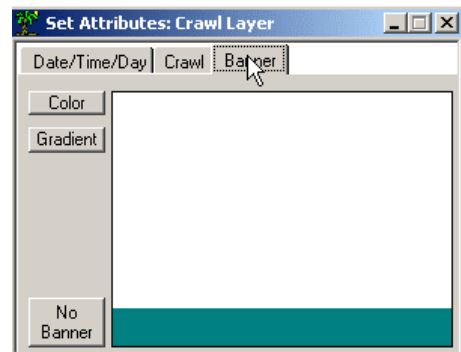 Set Attributes: Crawl Layer
Date/Time/Day Crawl Banner
Color
Gradient
No
Banner